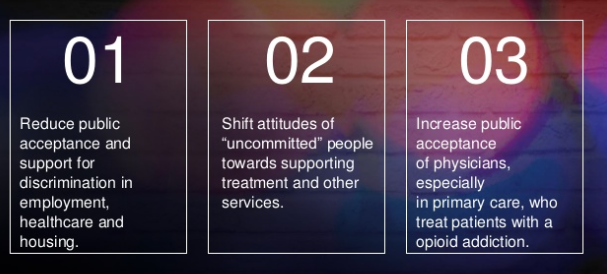 01
Reduce public
acceptance and
support for
discrimination in
employment,
healthcare and
housing.
02
Shift attitudes of
“uncommitted” people
towards supporting
treatment and other
services.
03
Increase public
acceptance
of physicians,
especially
in primary care, who
treat patients with a
opioid addiction.